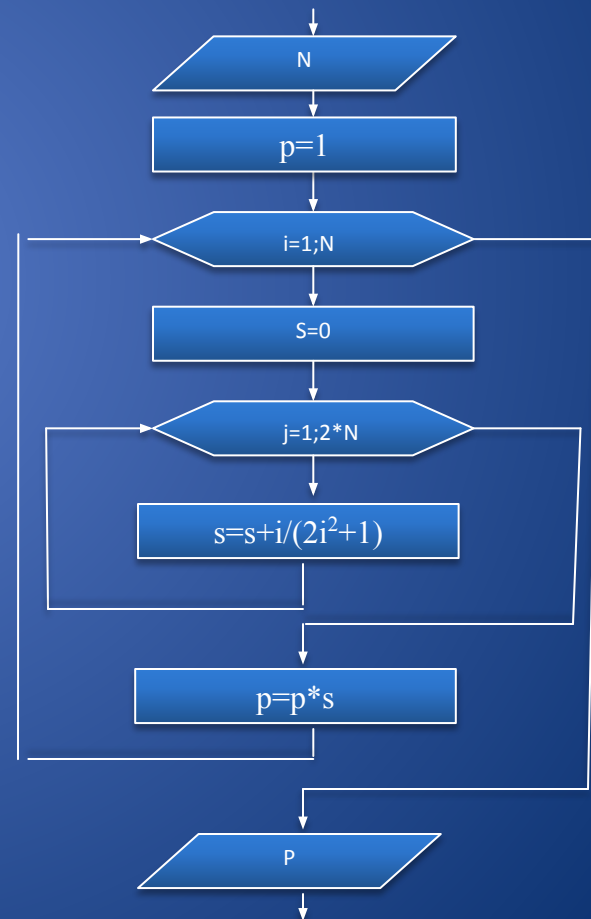 N
p=1
i=1;N
S=0
j=1;2*N
s=s+i/(2i²+1)
p=p*s
P